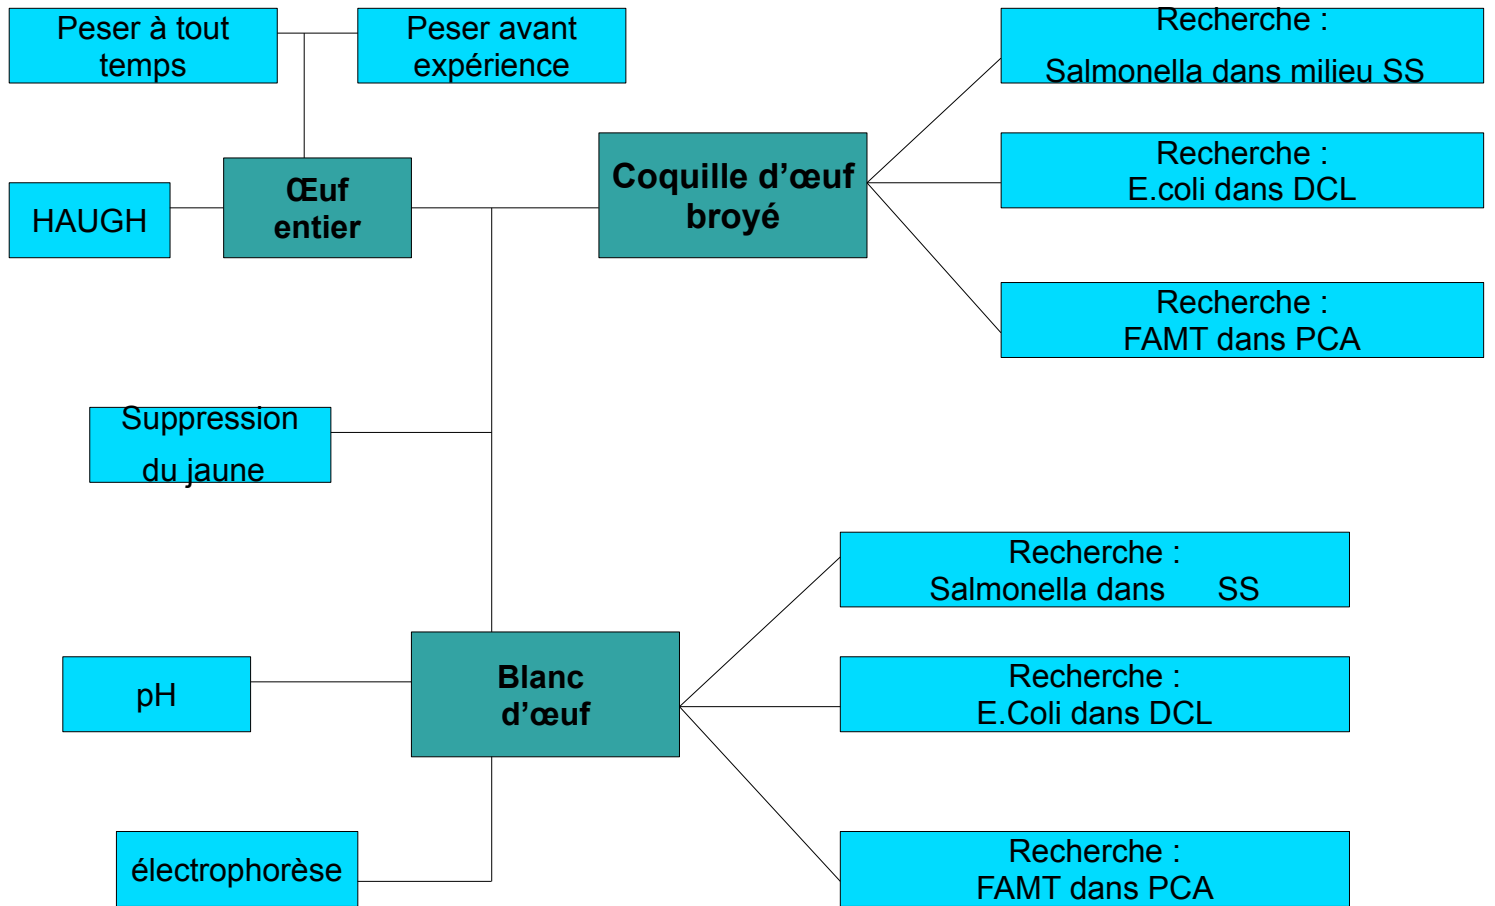 Peser à tout
temps
Peser avant
expérience
Recherche :
Salmonella dans milieu SS
Œuf
entier
HAUGH
Coquille d'œuf
broyé
Recherche :
E.coli dans DCL
Recherche :
FAMT dans PCA
Suppression
du jaune
Recherche :
Salmonella dans SS
Blanc
d'œuf
pH
Recherche :
E.Coli dans DCL
électrophorèse
Recherche :
FAMT dans PCA